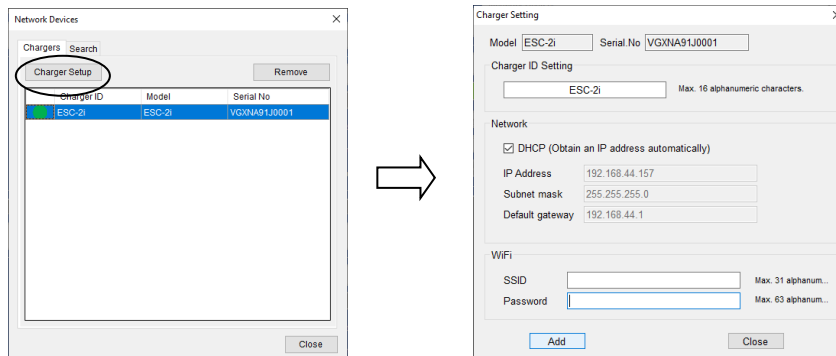 Network Devices
Chargers Search
Charger Setup Remove
Charger ID Model Serial No
ESC-2i ESC-2i VGXNA91J0001
Close
Charger Setting
Model ESC-2i Serial.No VGXNA91J0001
Charger ID Setting
ESC-2i Max. 16 alphanumeric characters.
Network
DHCP (Obtain an IP address automatically)
IP Address 192.168.44.157
Subnet mask 255.255.255.0
Default gateway 192.168.44.1
WiFi
SSID Max. 31 alphanum...
Password Max. 63 alphanum...
Add Close